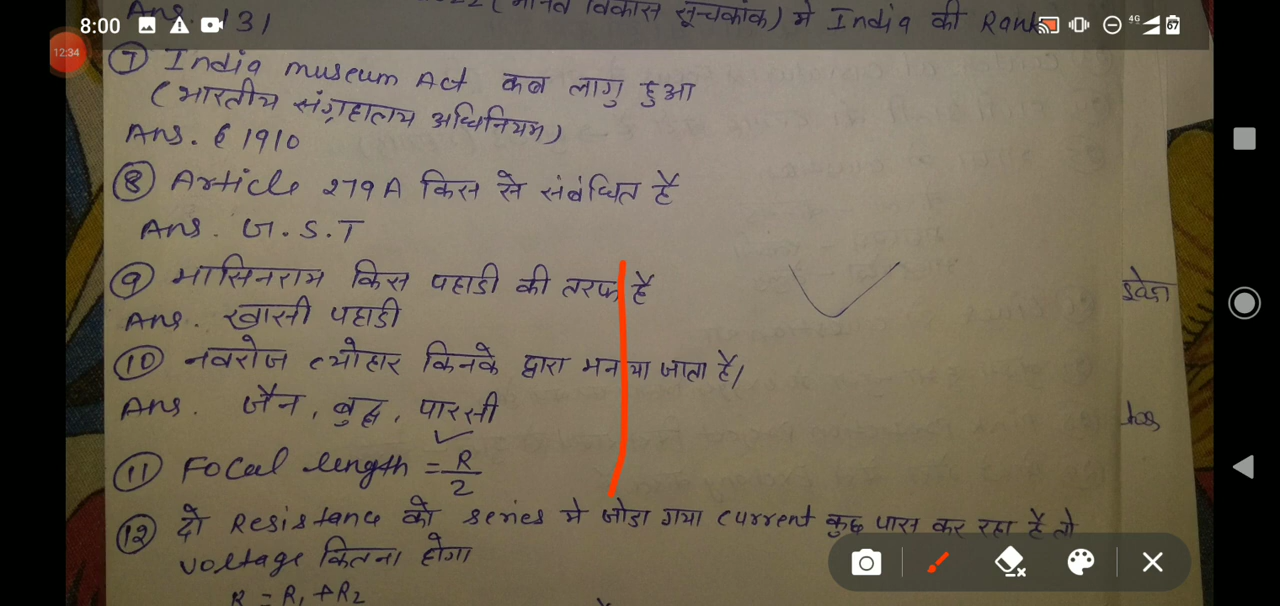 8:00
4G
67
12:34
(मानव विकास सूचकांक) में India की Rank
Ans. 131
⑦ India museum Act कब लागु हुआ
(भारतीय संग्रहालय अधिनियम)
Ans. 1910
⑧ Article 279A किस से संबंधित है
Ans. G.S.T
⑨ मासिनराम किस पहाडी की तरफ है
Ans. खासी पहाडी
⑩ नवरोज त्योहार किनके द्वारा मनाया जाता है।
Ans. जैन, बुद्ध, पारसी
⑪ Focal length = R/2
⑫ दो Resistance को series मे जोडा गया current कुछ पास कर रहा है तो
voltage कितना होगा
R = R₁ + R₂